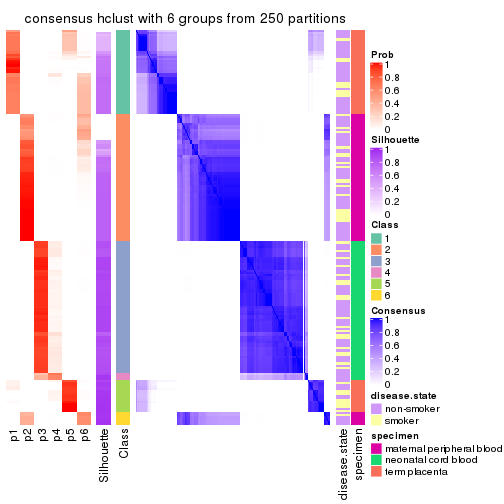 consensus hclust with 6 groups from 250 partitions
Prob
1
0.8
0.6
0.4
0.2
0
Silhouette
1
0.8
0.6
0.4
0.2
0
Class
1
2
3
4
5
6
Consensus
1
0.8
0.6
0.4
0.2
0
disease.state
non-smoker
smoker
specimen
maternal peripheral blood
neonatal cord blood
term placenta
p1
p2
p3
p4
p5
p6
Silhouette
Class
disease.state
specimen